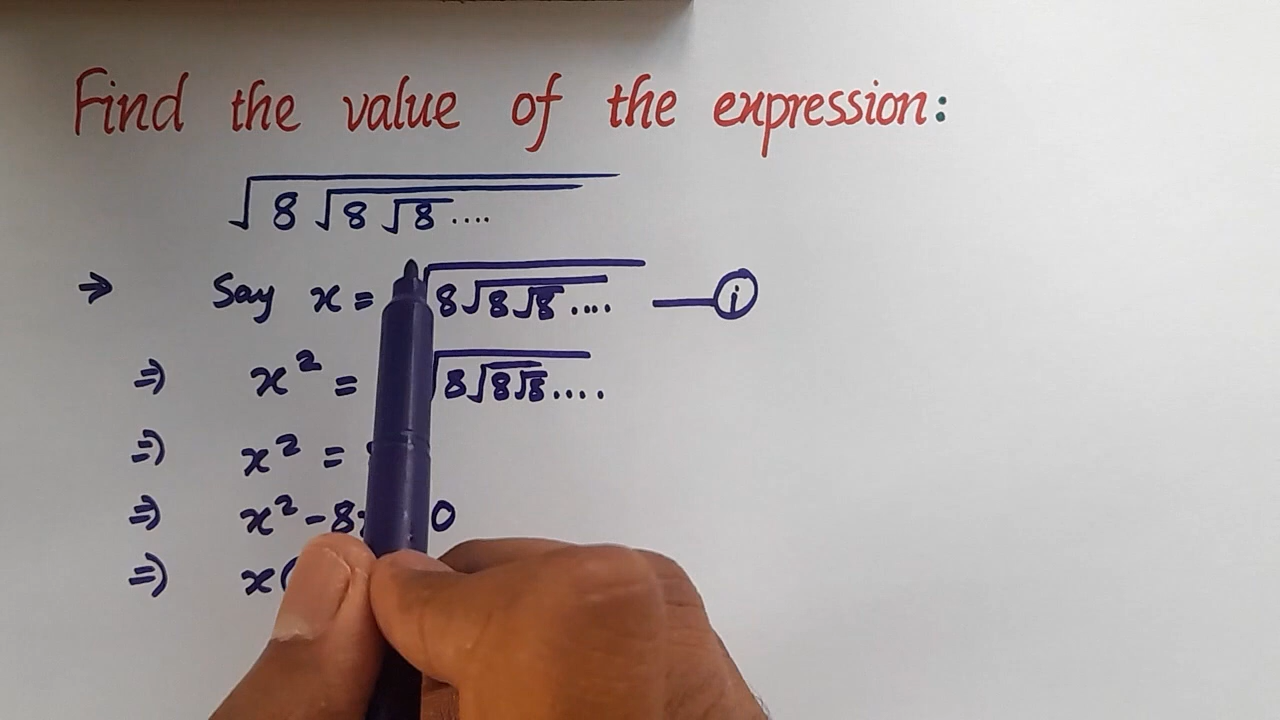 Find the value of the expression:
√8√8√8....
⇒ Say x = √8√8√8.... — (i)
⇒ x² = √8√8√8....
⇒ x² =
⇒ x² - 8 0
⇒ x(